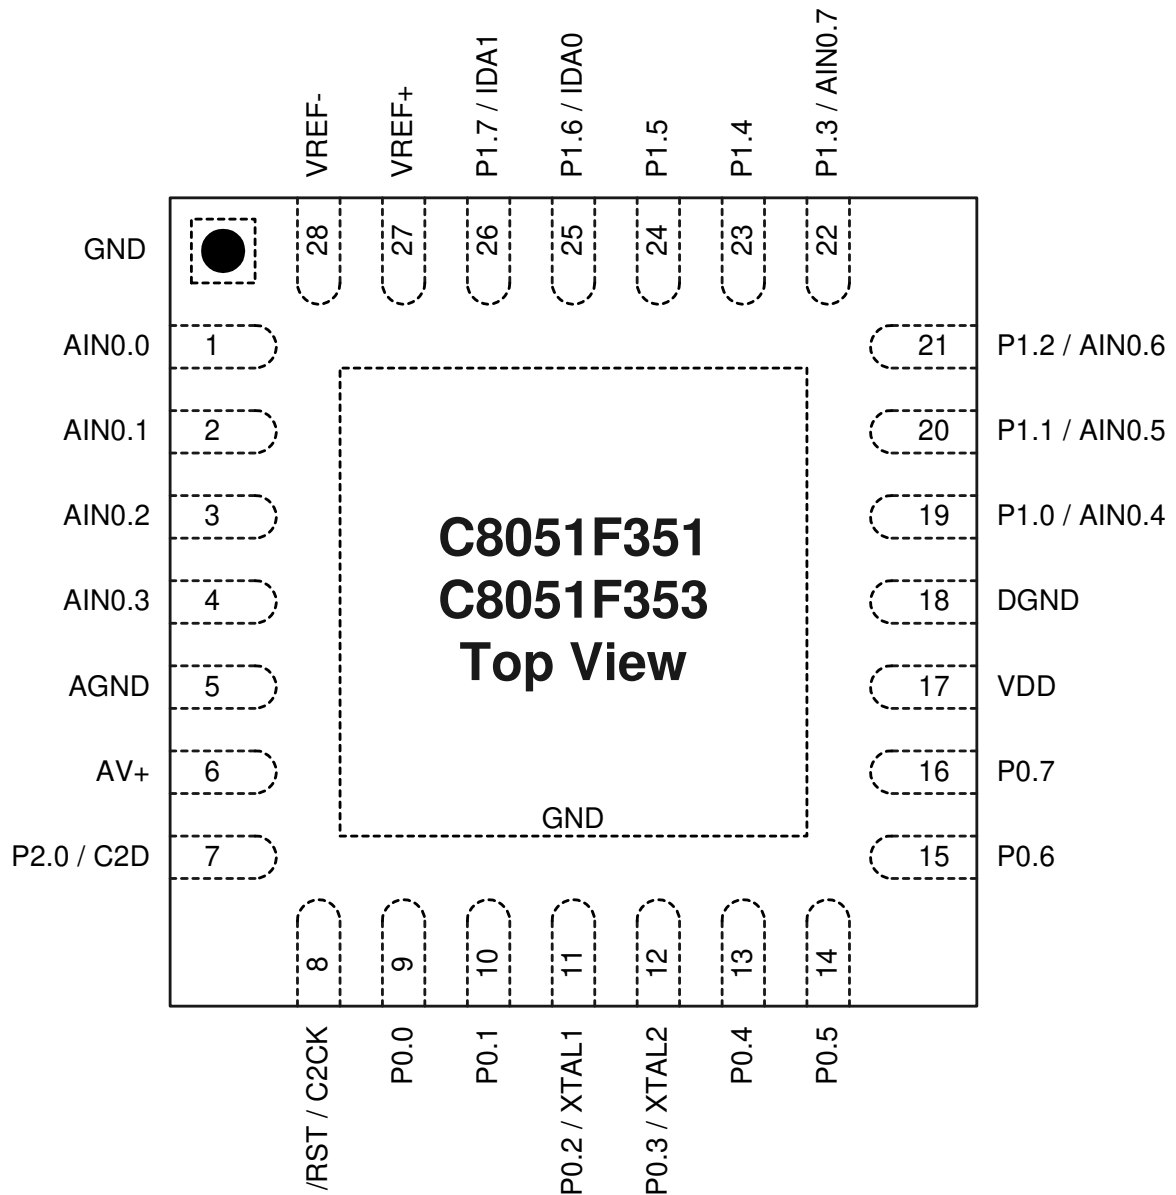 VREF-
VREF+
P1.7 / IDA1
P1.6 / IDA0
P1.5
P1.4
P1.3 / AIN0.7
GND
28
27
26
25
24
23
22
AIN0.0
1
21
P1.2 / AIN0.6
AIN0.1
2
20
P1.1 / AIN0.5
AIN0.2
3
19
P1.0 / AIN0.4
C8051F351
C8051F353
Top View
AIN0.3
4
18
DGND
AGND
5
17
VDD
AV+
6
16
P0.7
GND
P2.0 / C2D
7
15
P0.6
8
9
10
11
12
13
14
/RST / C2CK
P0.0
P0.1
P0.2 / XTAL1
P0.3 / XTAL2
P0.4
P0.5